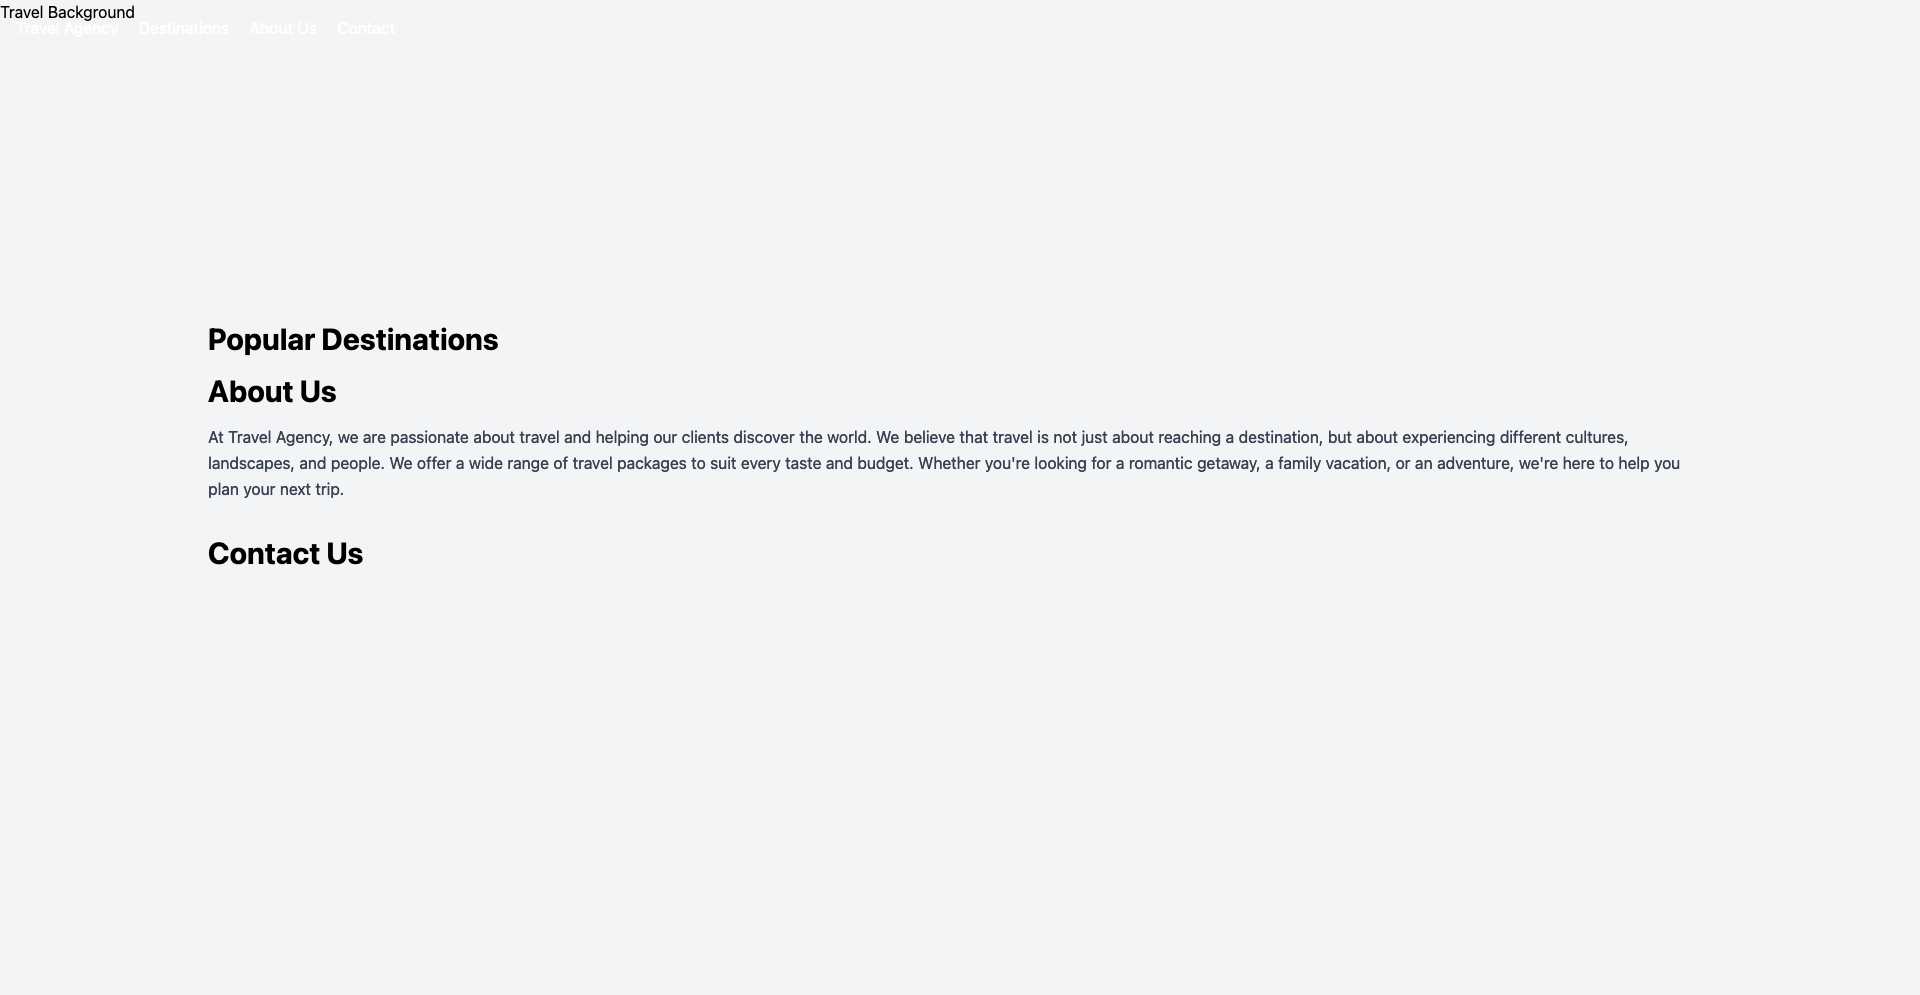 Travel Background
Travel Agency Destinations About Us Contact
Popular Destinations
About Us
At Travel Agency, we are passionate about travel and helping our clients discover the world. We believe that travel is not just about reaching a destination, but about experiencing different cultures,
landscapes, and people. We offer a wide range of travel packages to suit every taste and budget. Whether you're looking for a romantic getaway, a family vacation, or an adventure, we're here to help you
plan your next trip.
Contact Us